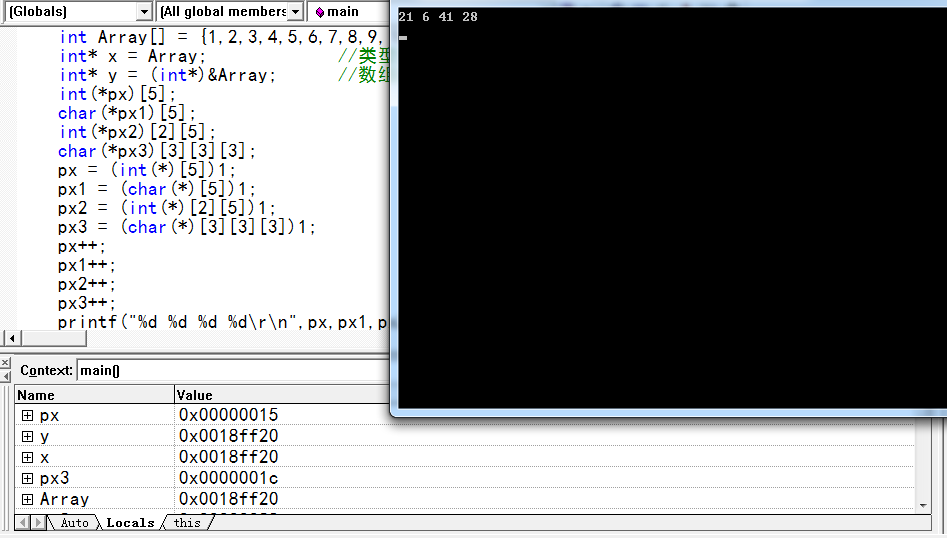 (Globals) (All global members main
int Array[] = {1,2,3,4,5,6,7,8,9,
int* x = Array; //类型
int* y = (int*)&Array; //数组
int(*px)[5];
char(*px1)[5];
int(*px2)[2][5];
char(*px3)[3][3][3];
px = (int(*)[5])1;
px1 = (char(*)[5])1;
px2 = (int(*)[2][5])1;
px3 = (char(*)[3][3][3])1;
px++;
px1++;
px2++;
px3++;
printf("%d %d %d %d\r\n",px,px1,p
21 6 41 28
Context: main()
Name Value
px 0x00000015
y 0x0018ff20
x 0x0018ff20
px3 0x0000001c
Array 0x0018ff20
Auto Locals this